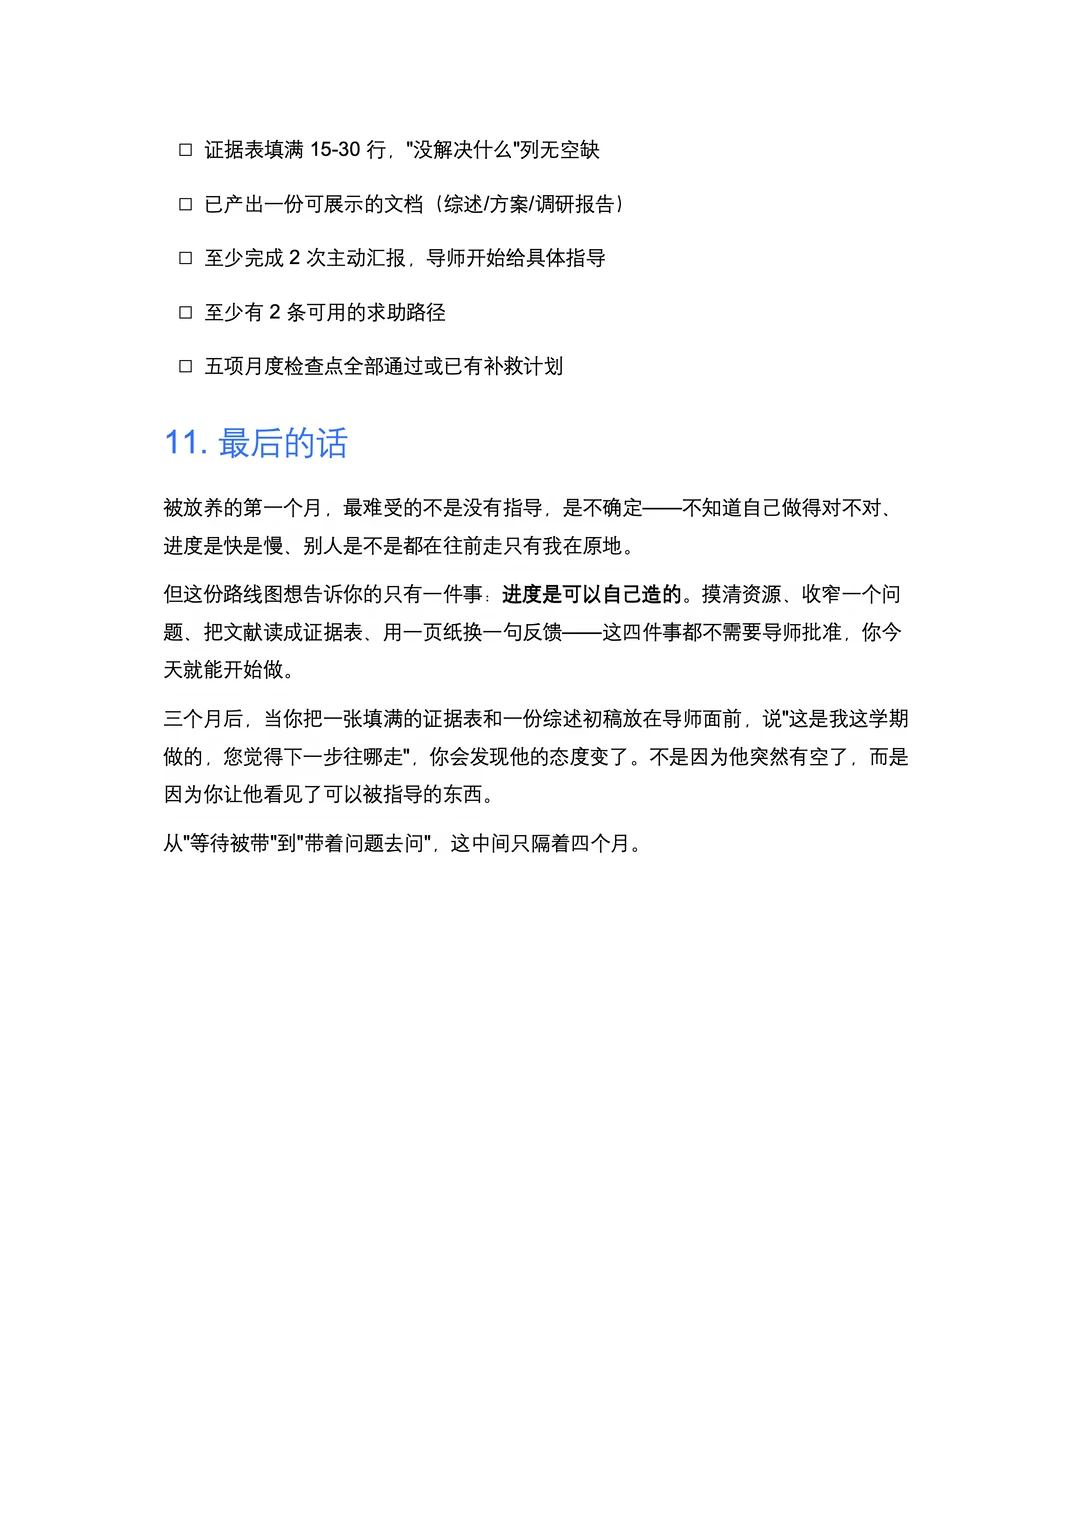 □ 证据表填满 15-30 行，"没解决什么"列无空缺
□ 已产出一份可展示的文档（综述/方案/调研报告）
□ 至少完成 2 次主动汇报，导师开始给具体指导
□ 至少有 2 条可用的求助路径
□ 五项月度检查点全部通过或已有补救计划
11. 最后的话
被放养的第一个月，最难受的不是没有指导，是不确定——不知道自己做得对不对、
进度是快是慢、别人是不是都在往前走只有我在原地。
但这份路线图想告诉你的只有一件事：进度是可以自己造的。摸清资源、收窄一个问
题、把文献读成证据表、用一页纸换一句反馈——这四件事都不需要导师批准，你今
天就能开始做。
三个月后，当你把一张填满的证据表和一份综述初稿放在导师面前，说"这是我这学期
做的，您觉得下一步往哪走"，你会发现他的态度变了。不是因为他突然有空了，而是
因为你让他看见了可以被指导的东西。
从"等待被带"到"带着问题去问"，这中间只隔着四个月。